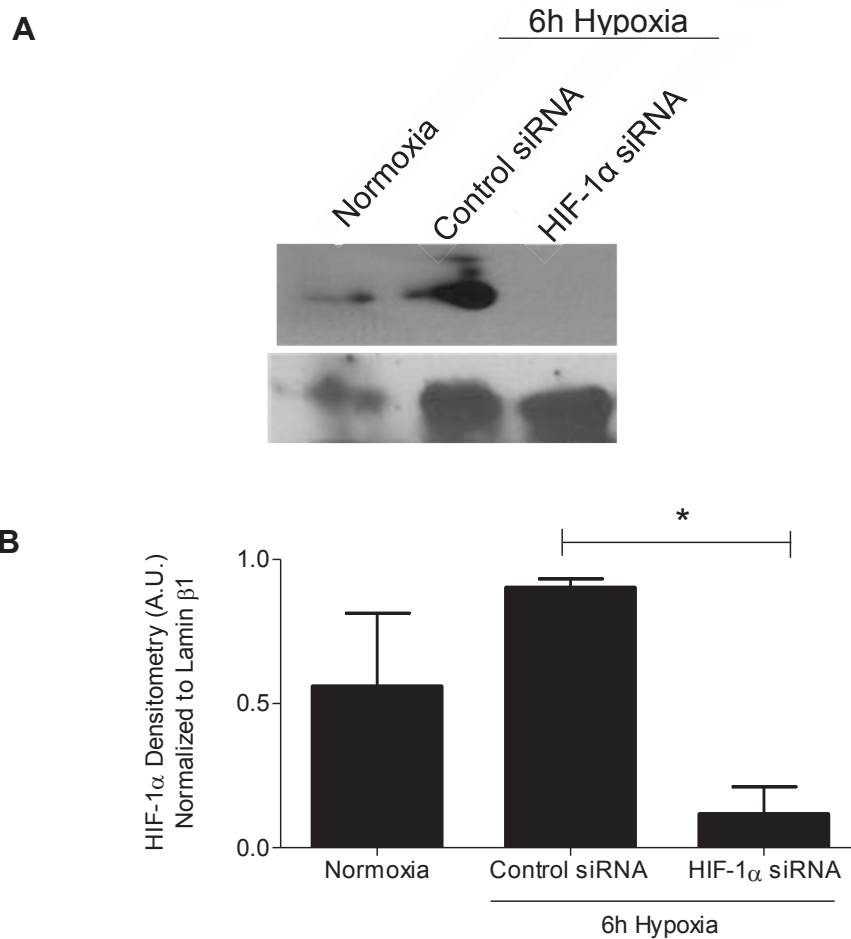 A
6h Hypoxia
Normoxia
Control siRNA
HIF-1α siRNA
B
*
HIF-1α Densitometry (A.U.)
Normalized to Lamin β1
1.0
0.5
0.0
Normoxia
Control siRNA
HIF-1α siRNA
6h Hypoxia